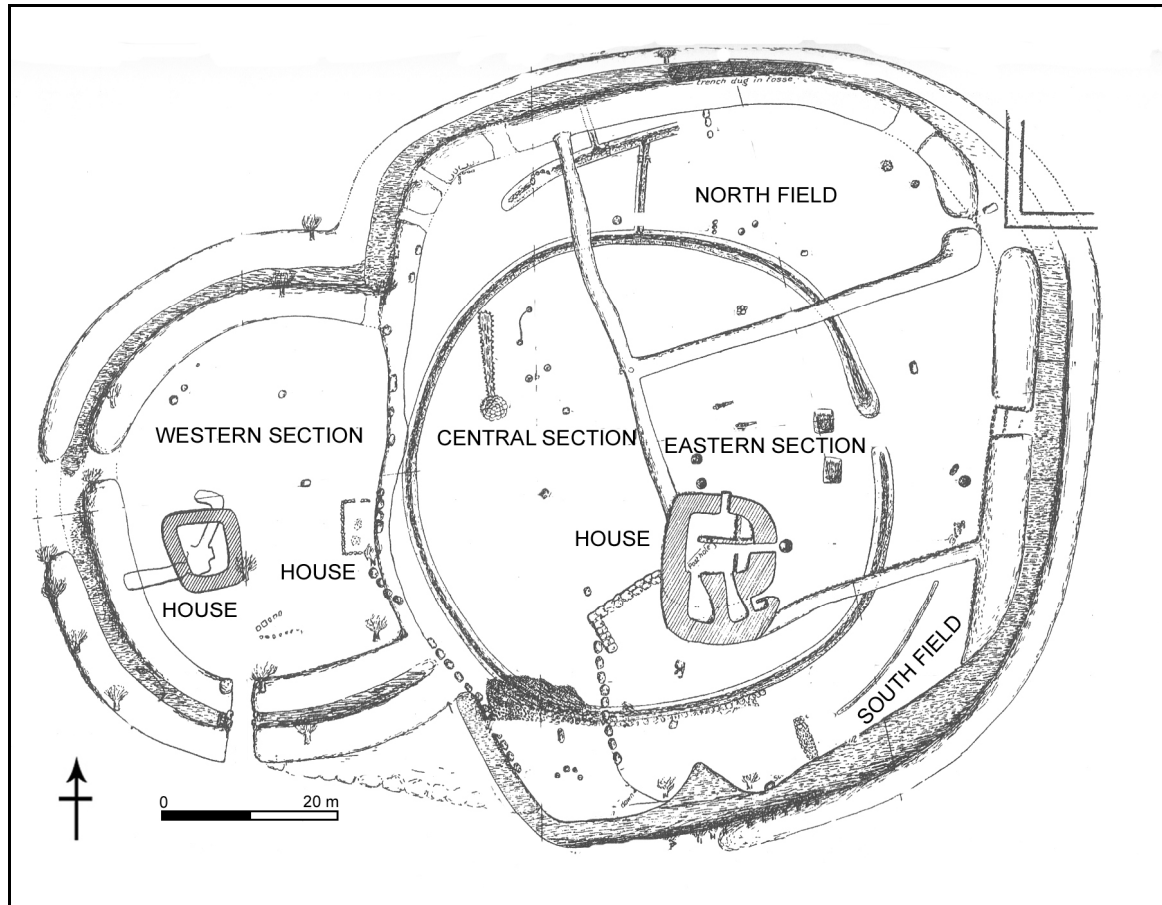 trench dug in fosse
NORTH FIELD
WESTERN SECTION
CENTRAL SECTION
EASTERN SECTION
HOUSE
HOUSE
HOUSE
SOUTH FIELD
0
20 m